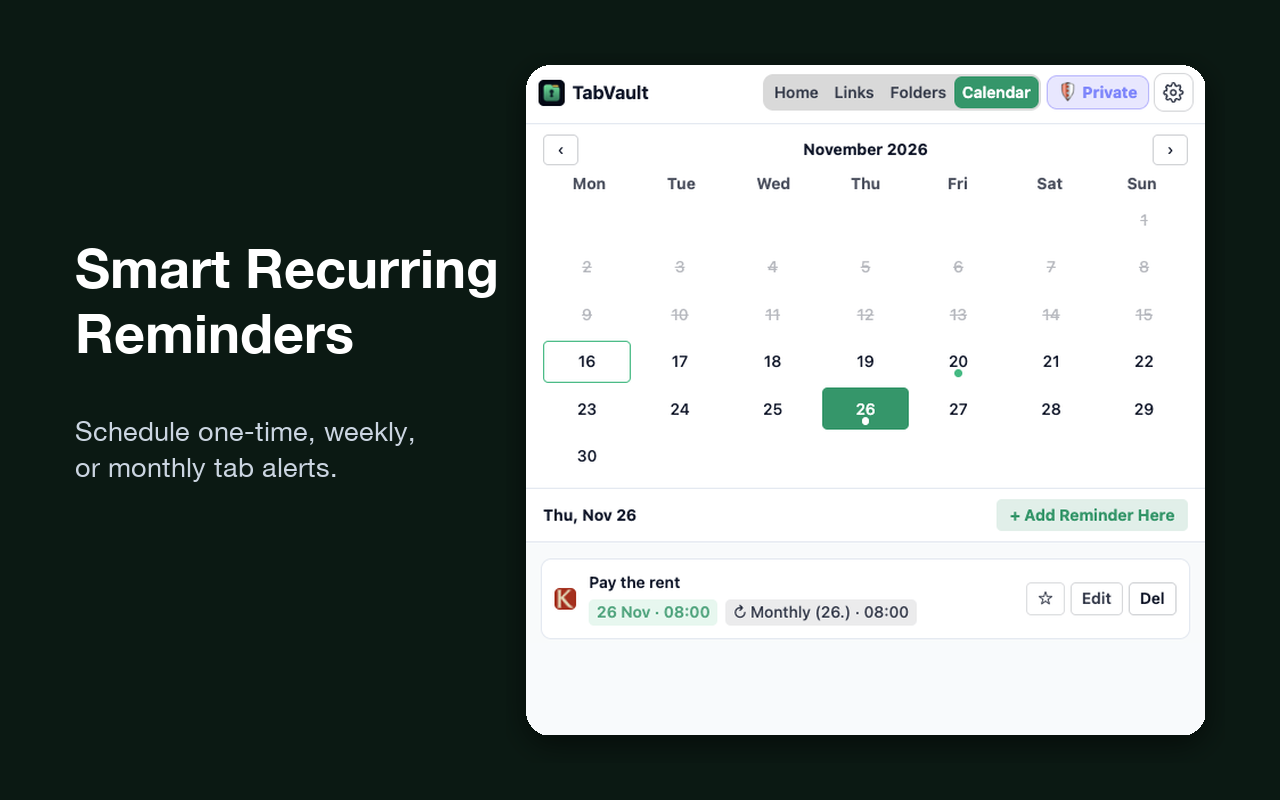 Smart Recurring
Reminders
Schedule one-time, weekly,
or monthly tab alerts.
TabVault
Home Links Folders Calendar Private
‹ November 2026 ›
Mon Tue Wed Thu Fri Sat Sun
1
2 3 4 5 6 7 8
9 10 11 12 13 14 15
16 17 18 19 20 21 22
23 24 25 26 27 28 29
30
Thu, Nov 26 + Add Reminder Here
K
Pay the rent
26 Nov · 08:00 ↻ Monthly (26.) · 08:00
☆ Edit Del